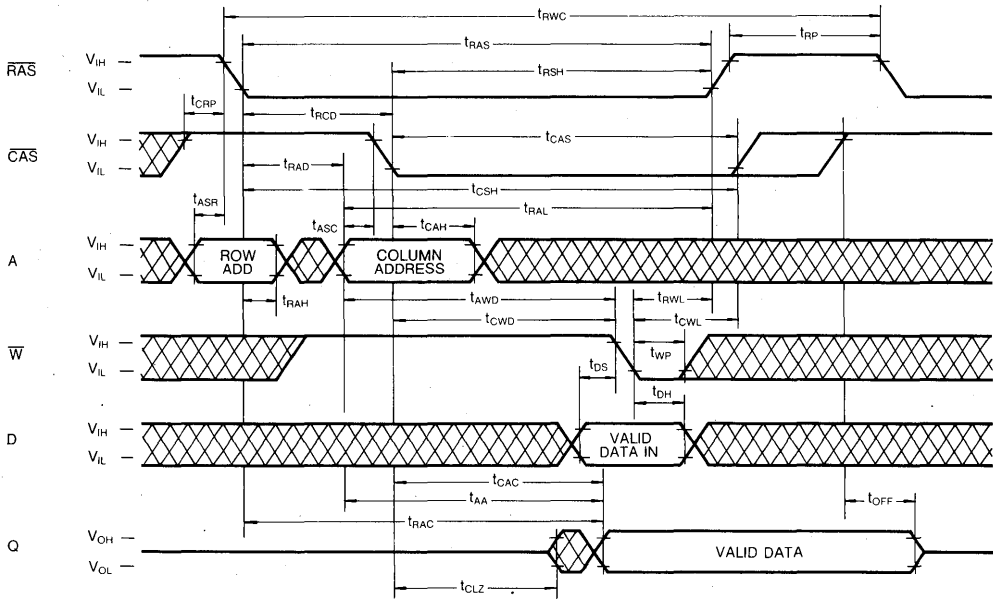 tRWC
tRP
tRAS
RAS
VIH
VIL
tRSH
tCRP
tRCD
tCAS
CAS
VIH
VIL
tRAD
tCSH
tASR
tRAL
tASC
tCAH
A
VIH
VIL
ROW
ADD
COLUMN
ADDRESS
tRAH
tAWD
tRWL
tCWD
tCWL
W
VIH
VIL
tWP
tDS
tDH
D
VIH
VIL
VALID
DATA IN
tCAC
tAA
tOFF
tRAC
Q
VOH
VOL
VALID DATA
tCLZ